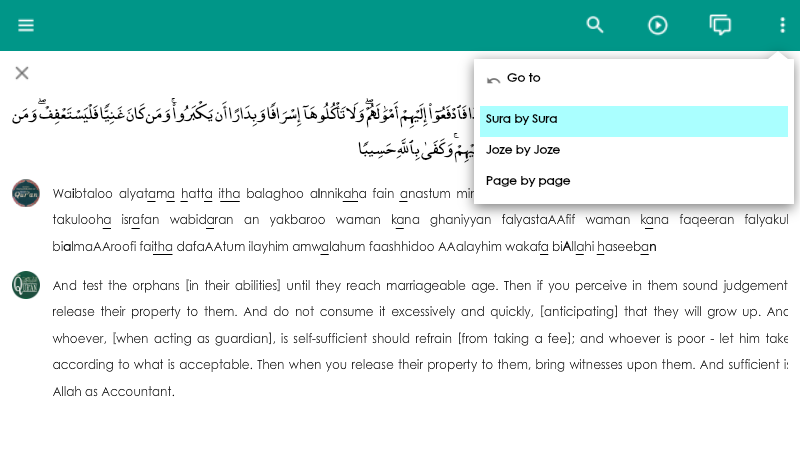 Go to
Sura by Sura
Joze by Joze
Page by page
فَٱدْفَعُوٓا۟ إِلَيْهِمْ أَمْوَٰلَهُمْ ۖ وَلَا تَأْكُلُوهَآ إِسْرَافًا وَبِدَارًا أَن يَكْبَرُوا۟ ۚ وَمَن كَانَ غَنِيًّا فَلْيَسْتَعْفِفْ ۖ وَمَن
وَكَفَىٰ بِٱللَّهِ حَسِيبًا
Waibtaloo alyatama hatta itha balaghoo alnnikaha fain anastum
takulooha israfan wabidaran an yakbaroo waman kana ghaniyyan falyastaAAfif waman kana faqeeran falyakul
bialmaAAroofi faitha dafaAAtum ilayhim amwalahum faashhidoo AAalayhim wakafa biAllahi haseeban
And test the orphans [in their abilities] until they reach marriageable age. Then if you perceive in them sound judgement
release their property to them. And do not consume it excessively and quickly, [anticipating] that they will grow up. And
whoever, [when acting as guardian], is self-sufficient should refrain [from taking a fee]; and whoever is poor - let him take
according to what is acceptable. Then when you release their property to them, bring witnesses upon them. And sufficient is
Allah as Accountant.